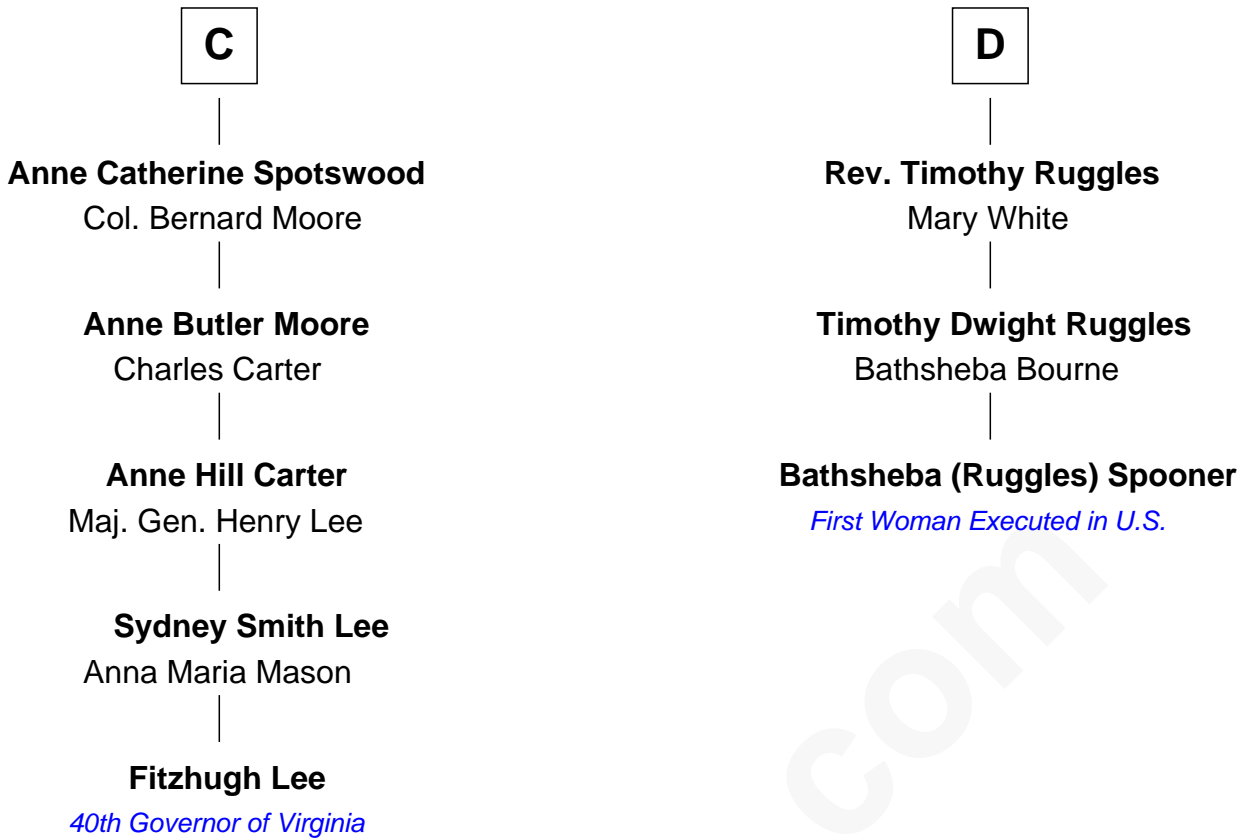 C
Anne Catherine Spotswood
Col. Bernard Moore
Anne Butler Moore
Charles Carter
Anne Hill Carter
Maj. Gen. Henry Lee
Sydney Smith Lee
Anna Maria Mason
Fitzhugh Lee
40th Governor of Virginia
D
Rev. Timothy Ruggles
Mary White
Timothy Dwight Ruggles
Bathsheba Bourne
Bathsheba (Ruggles) Spooner
First Woman Executed in U.S.
com